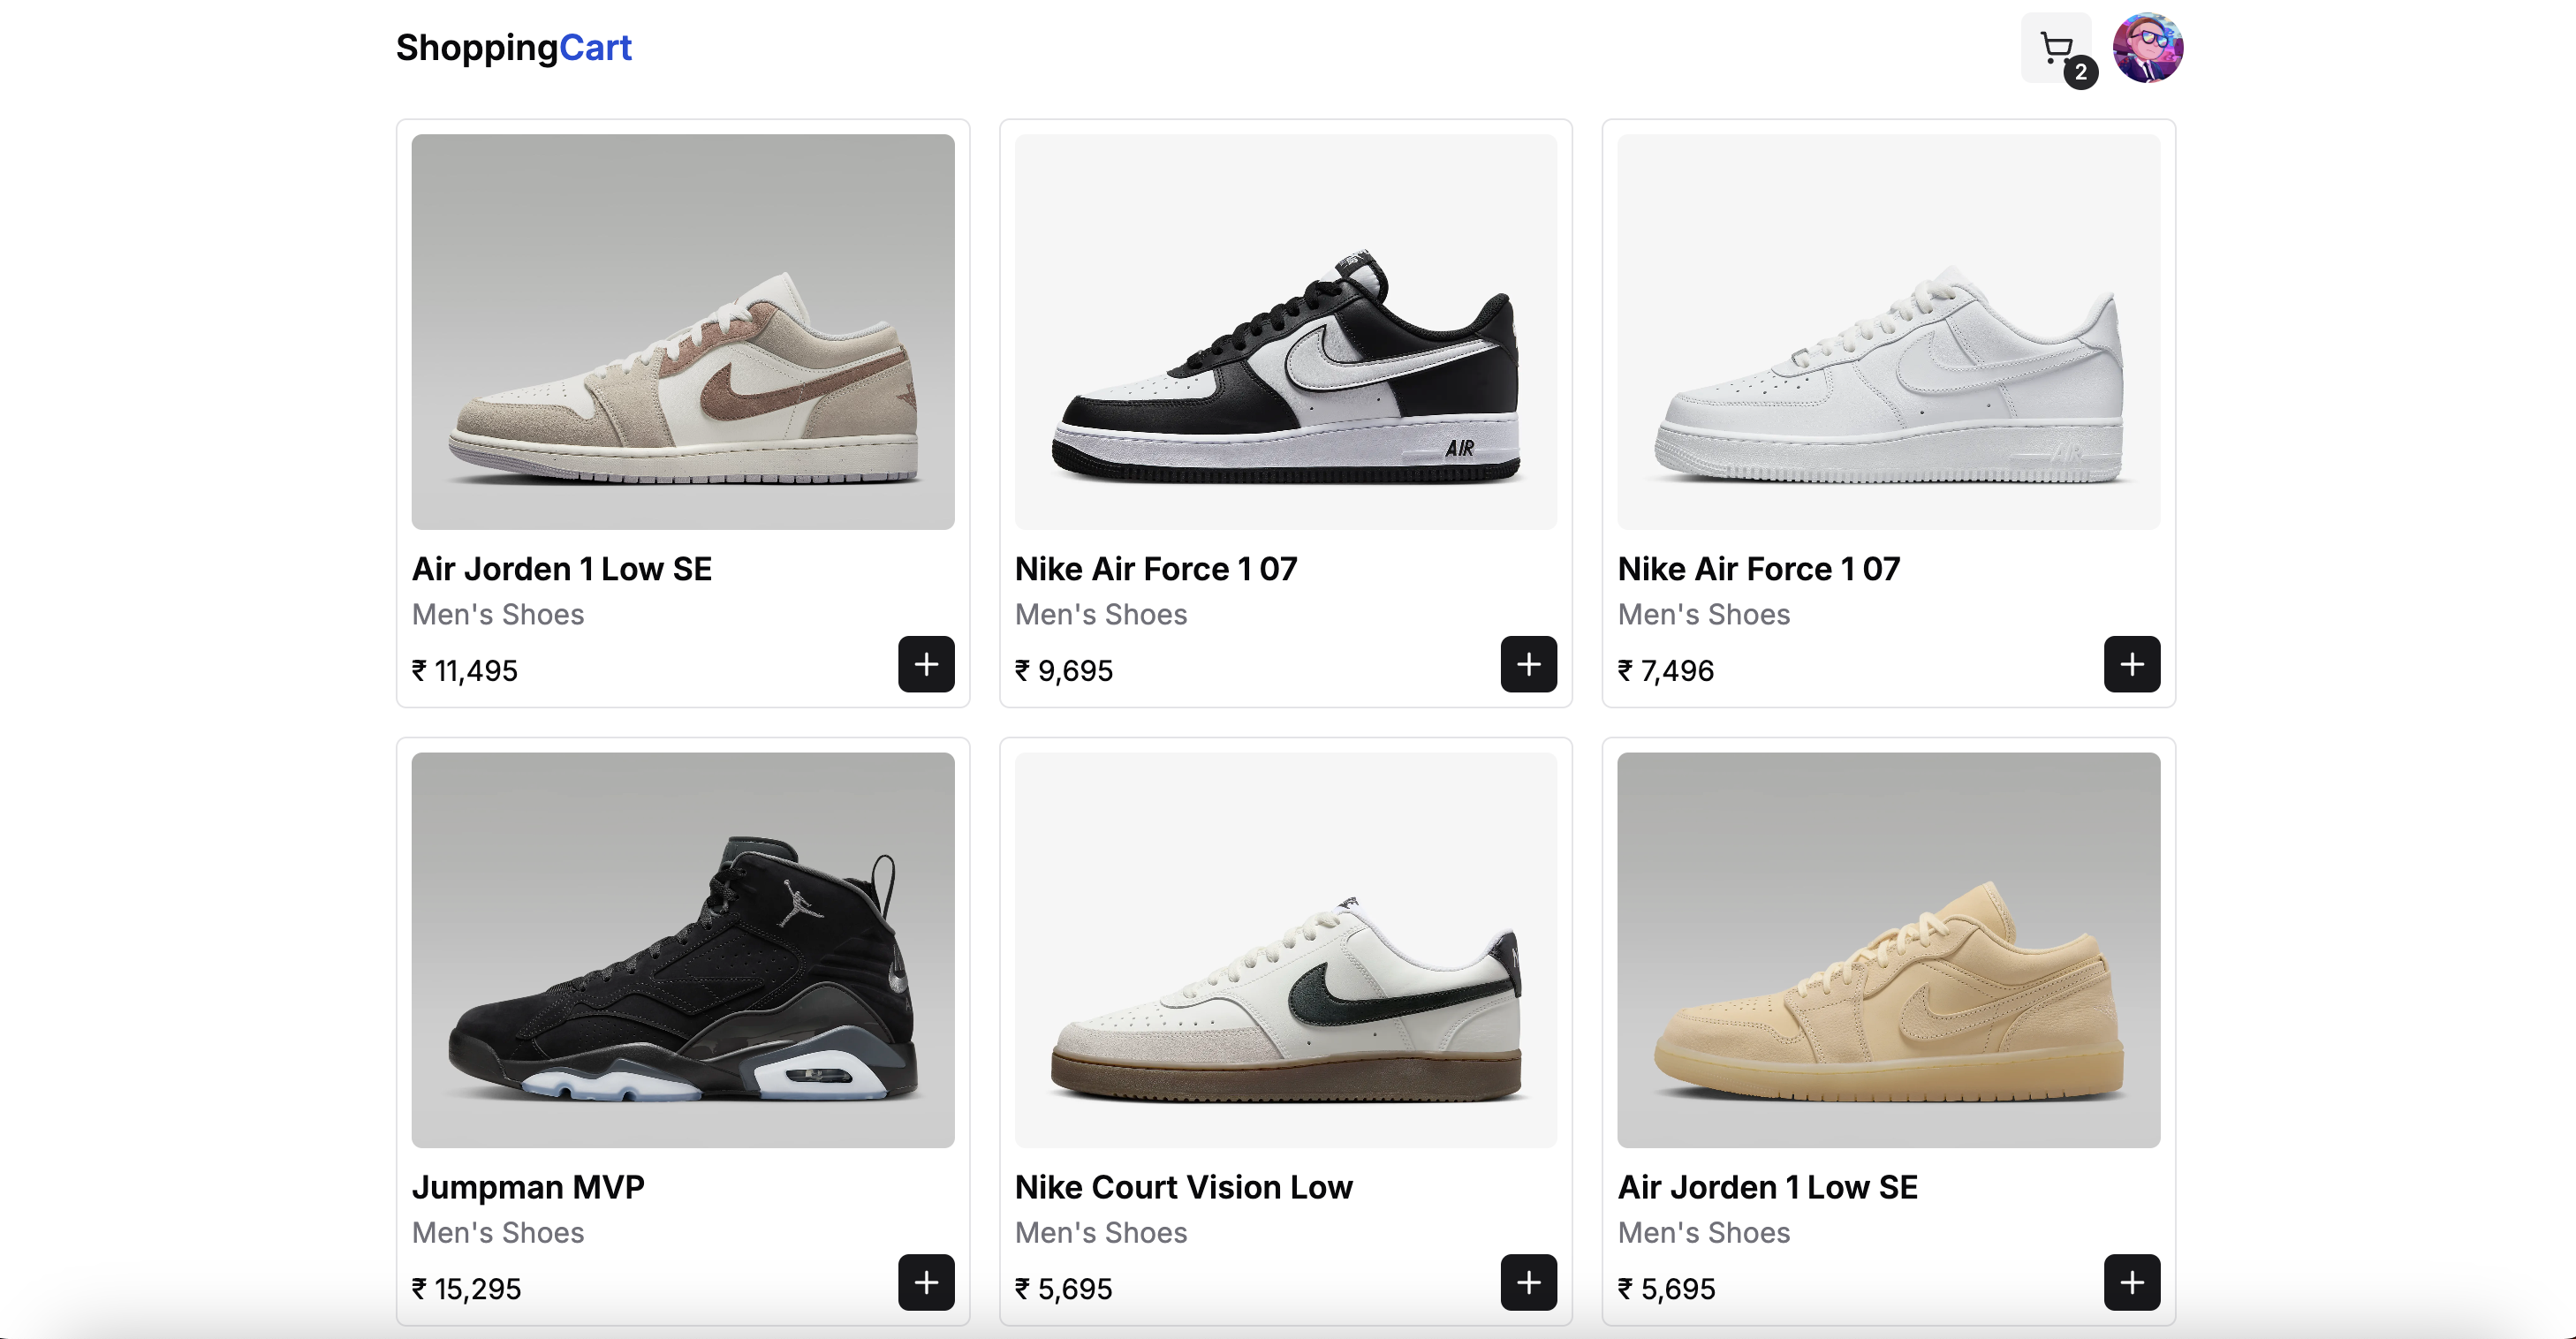 ShoppingCart
2
AIR
AIR
Air Jorden 1 Low SE
Nike Air Force 1 07
Nike Air Force 1 07
Men's Shoes
Men's Shoes
Men's Shoes
₹ 11,495
₹ 9,695
₹ 7,496
Jumpman MVP
Nike Court Vision Low
Air Jorden 1 Low SE
Men's Shoes
Men's Shoes
Men's Shoes
₹ 15,295
₹ 5,695
₹ 5,695